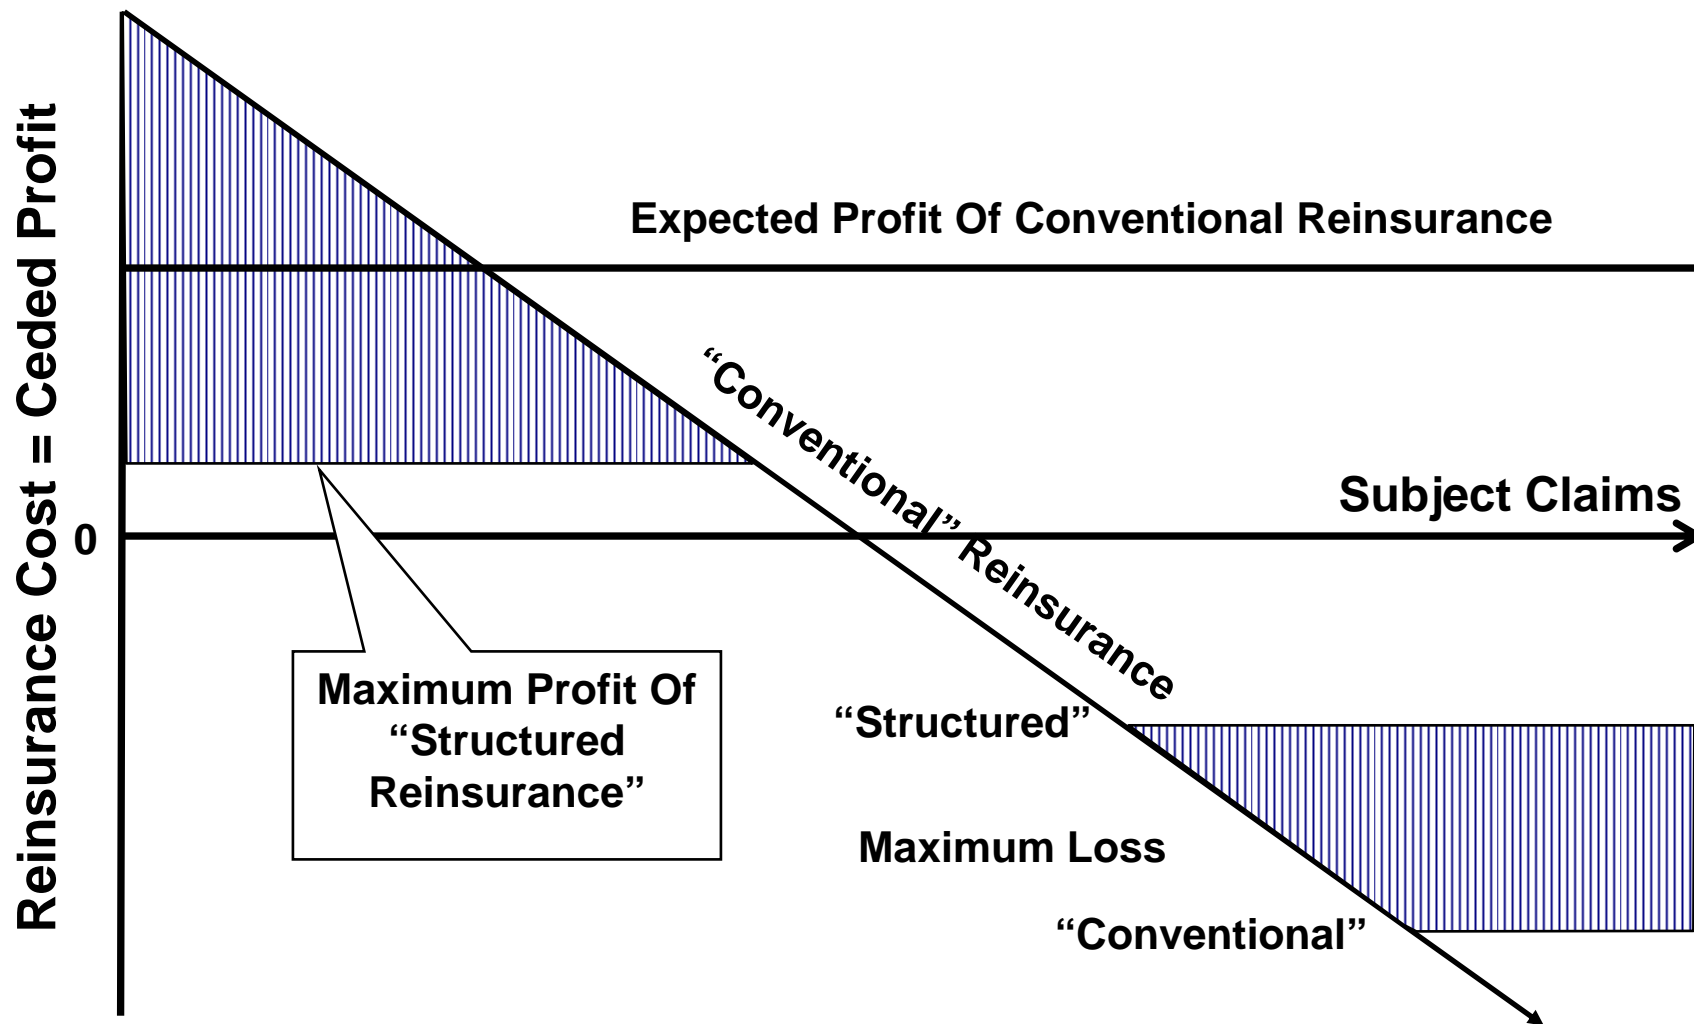 Reinsurance Cost = Ceded Profit
Expected Profit Of Conventional Reinsurance
“Conventional” Reinsurance
Subject Claims
0
Maximum Profit Of
“Structured
Reinsurance”
“Structured”
Maximum Loss
“Conventional”